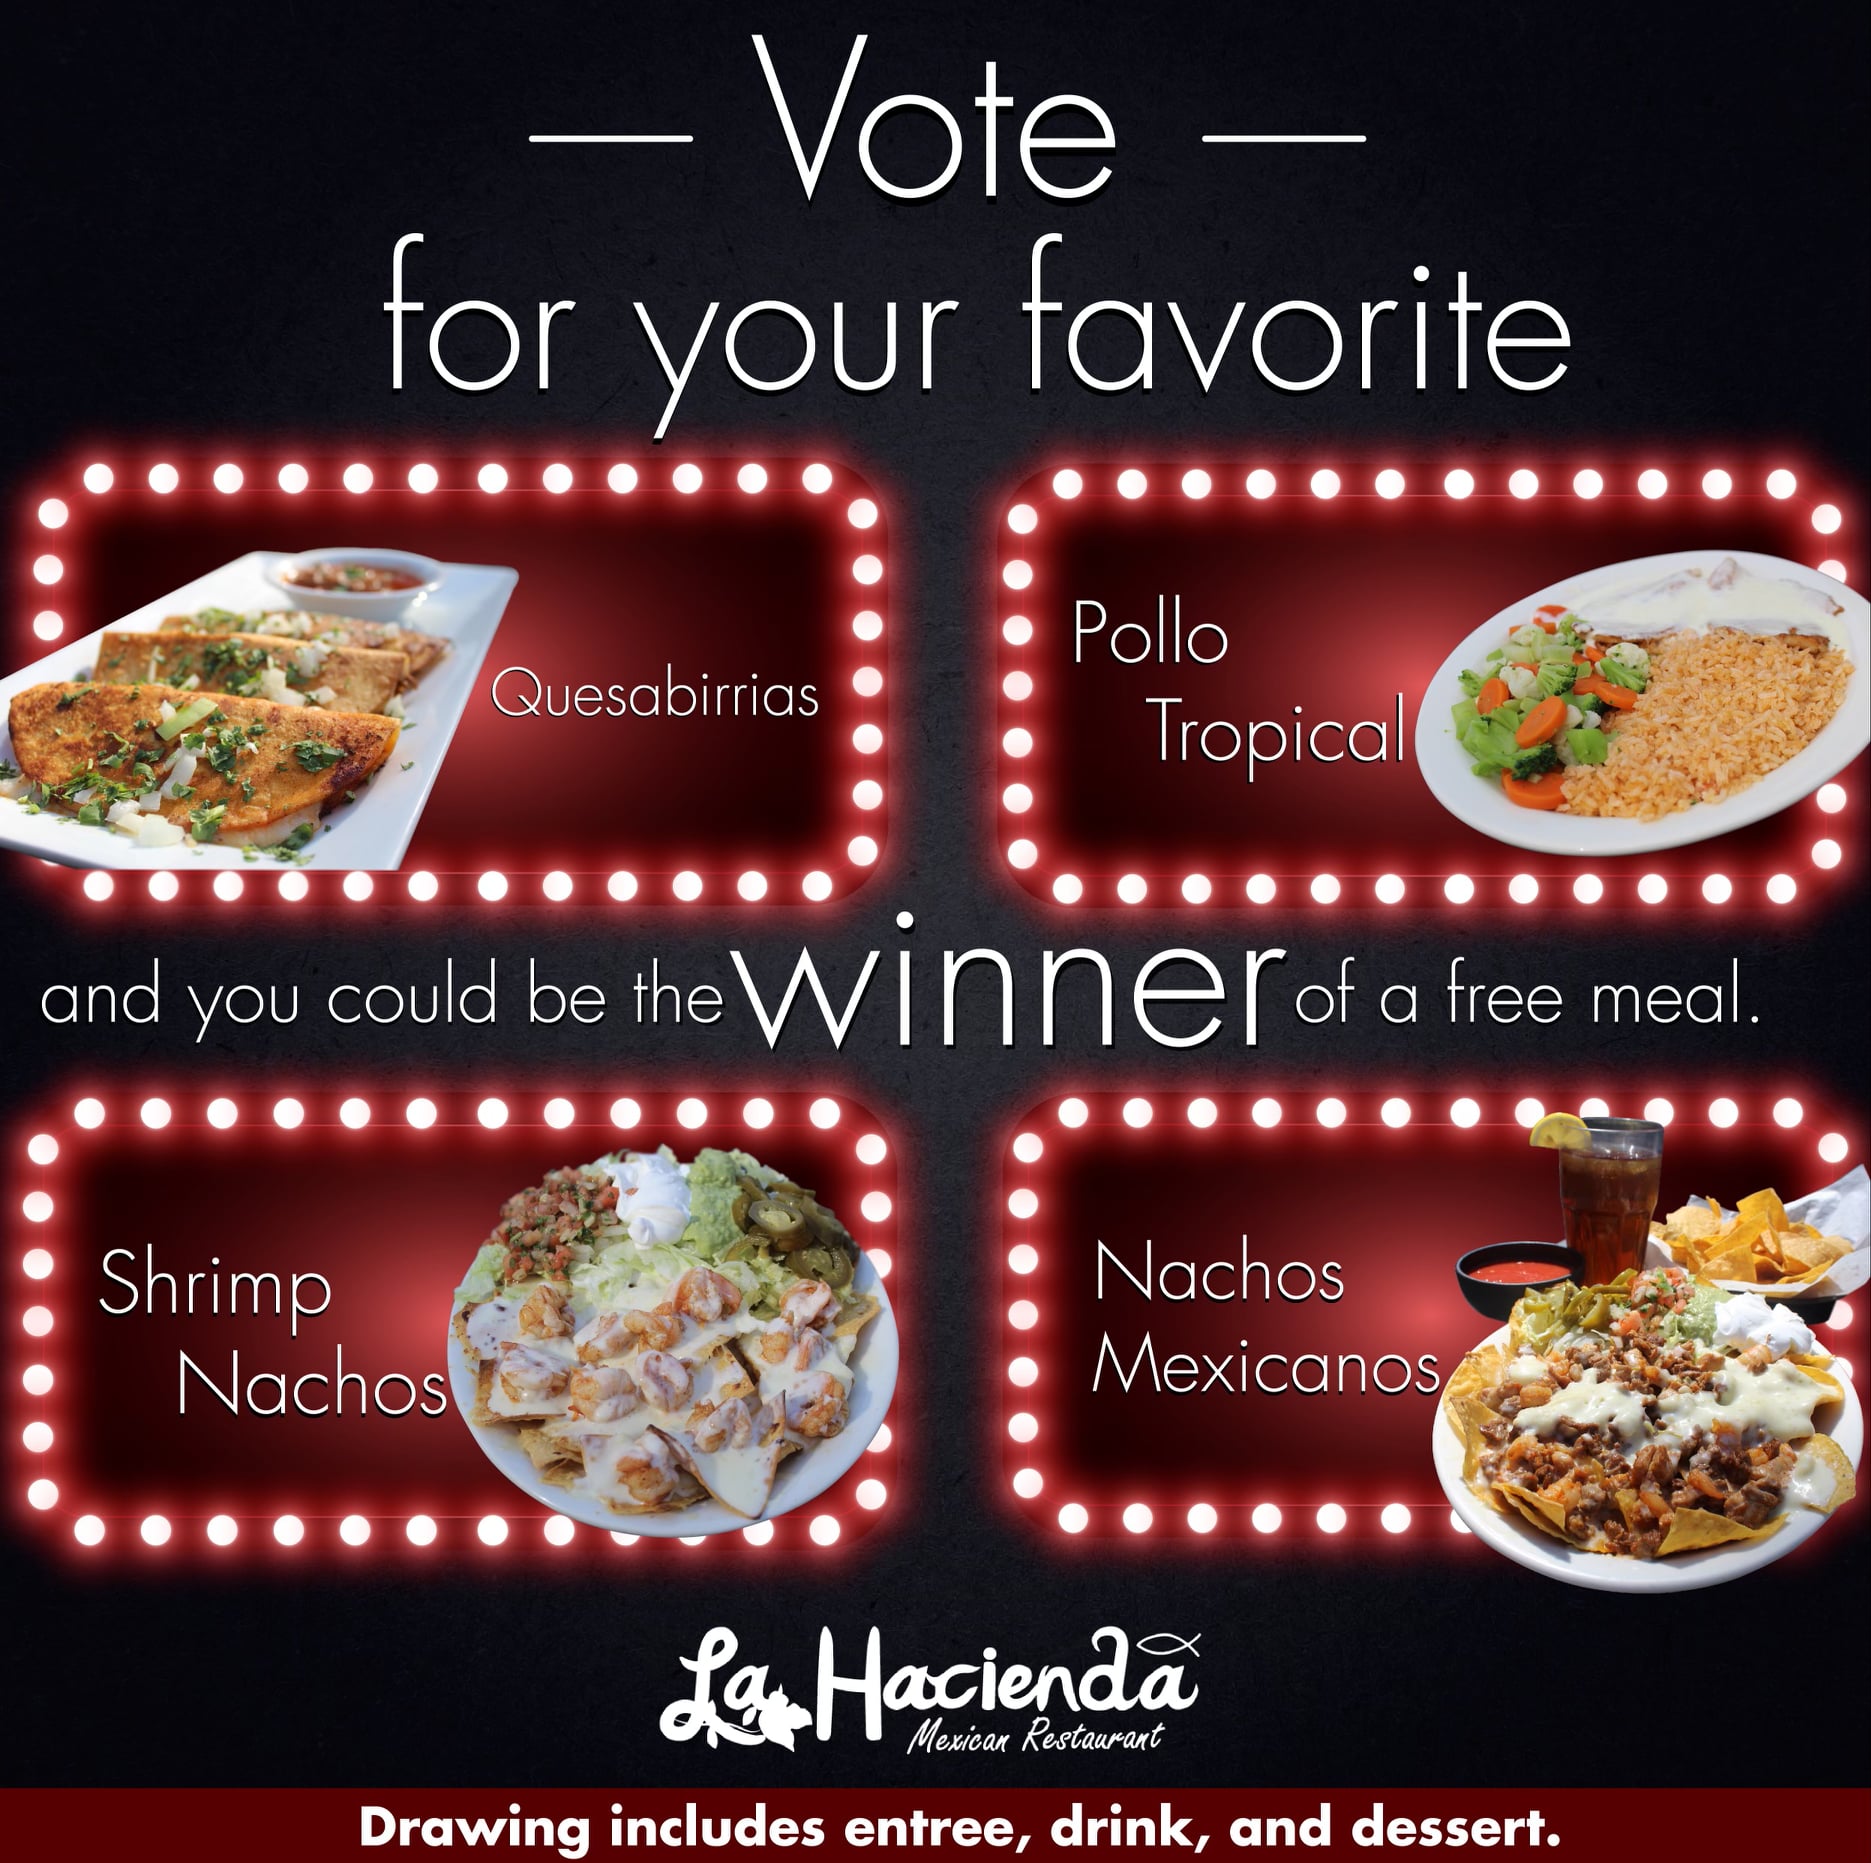 Vote
for your favorite
Quesabirrias
Pollo
Tropical
and you could be the winner of a free meal.
Shrimp
Nachos
Nachos
Mexicanos
La Hacienda
Mexican Restaurant
Drawing includes entree, drink, and dessert.